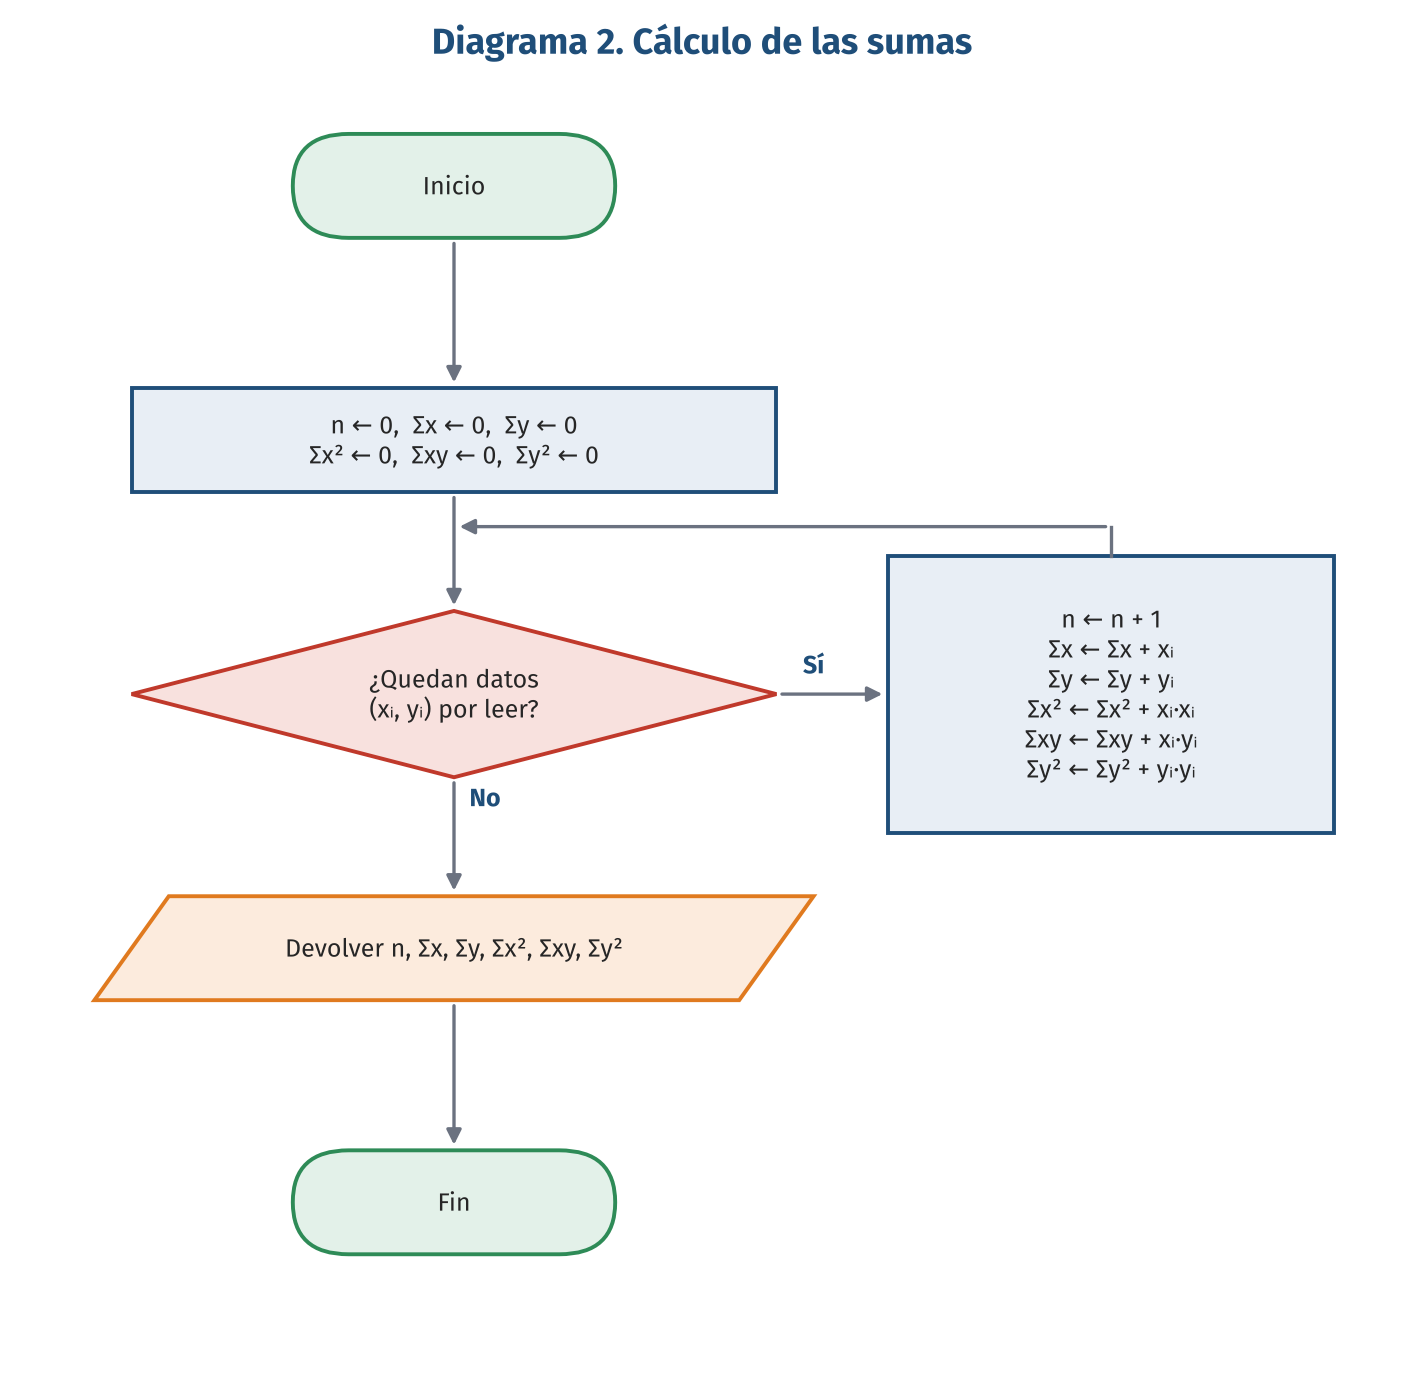 Diagrama 2. Cálculo de las sumas
Inicio
n ← 0, Σx ← 0, Σy ← 0
Σx² ← 0, Σxy ← 0, Σy² ← 0
¿Quedan datos
(xᵢ, yᵢ) por leer?
Sí
n ← n + 1
Σx ← Σx + xᵢ
Σy ← Σy + yᵢ
Σx² ← Σx² + xᵢ·xᵢ
Σxy ← Σxy + xᵢ·yᵢ
Σy² ← Σy² + yᵢ·yᵢ
No
Devolver n, Σx, Σy, Σx², Σxy, Σy²
Fin